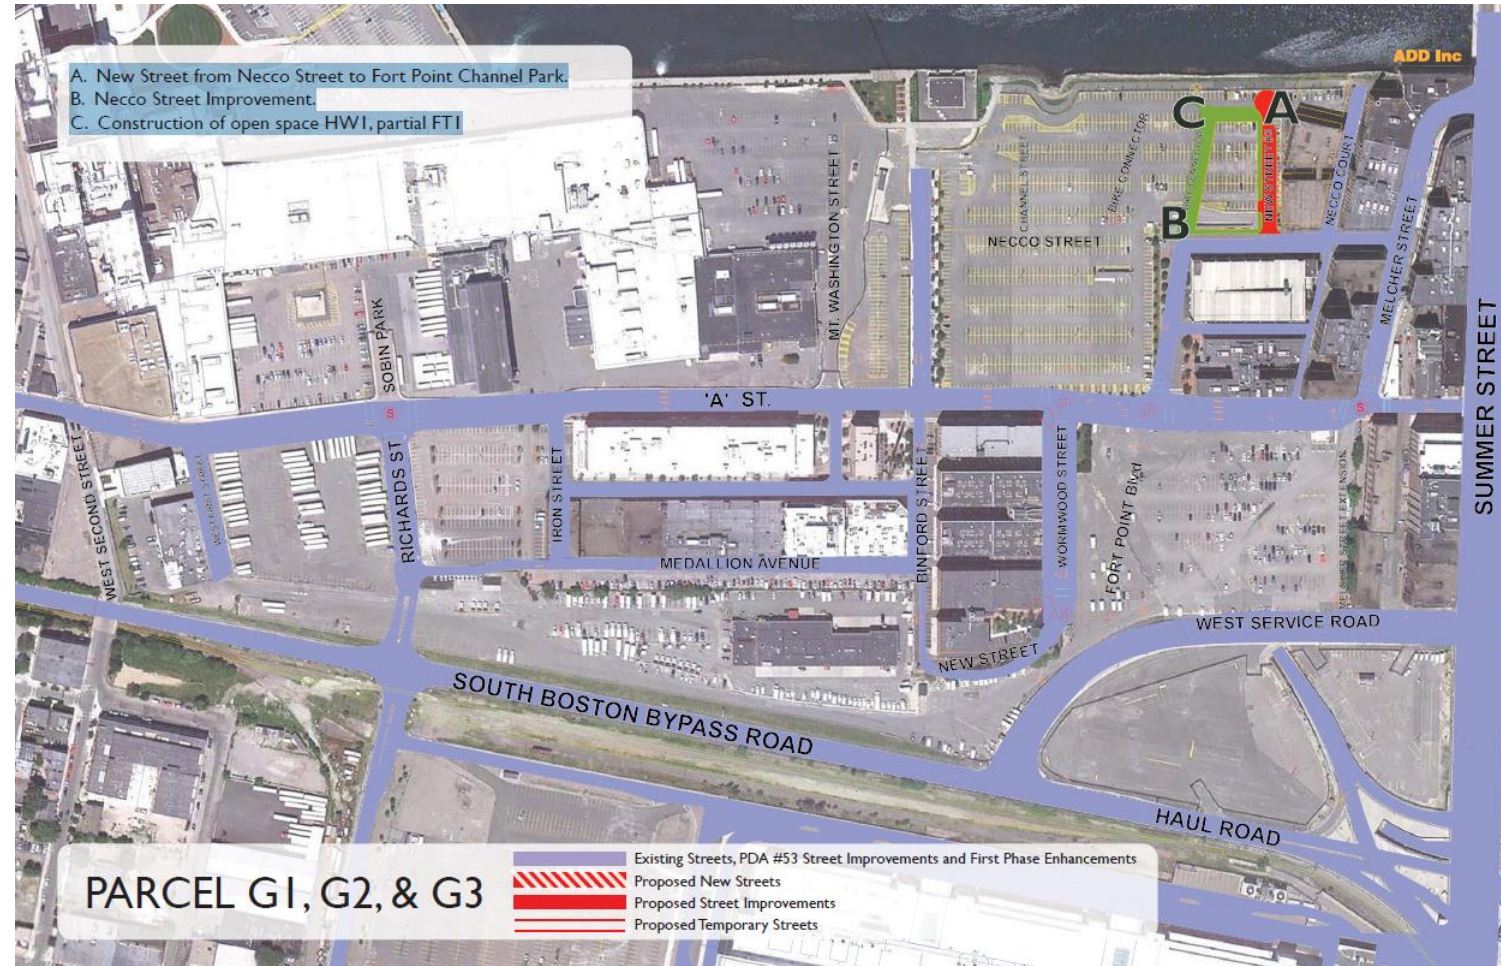 ADD Inc
A. New Street from Necco Street to Fort Point Channel Park.
B. Necco Street Improvement.
C. Construction of open space HW1, partial FT1
C
A
B
MT. WASHINGTON STREET
CHANNEL STREET
BIKE CONNECTOR
NECCO STREET
NECCO COURT
MELCHER STREET
SUMMER STREET
SOBIN PARK
S
'A' ST.
S
WEST SECOND STREET
WEST FIRST STREET
RICHARDS ST
IRON STREET
BINFORD STREET
WORMWOOD STREET
FORT POINT Blvd
MELCHER STREET EXTENSION
MEDALLION AVENUE
NEW STREET
WEST SERVICE ROAD
SOUTH BOSTON BYPASS ROAD
HAUL ROAD
PARCEL G1, G2, & G3
Existing Streets, PDA #53 Street Improvements and First Phase Enhancements
Proposed New Streets
Proposed Street Improvements
Proposed Temporary Streets